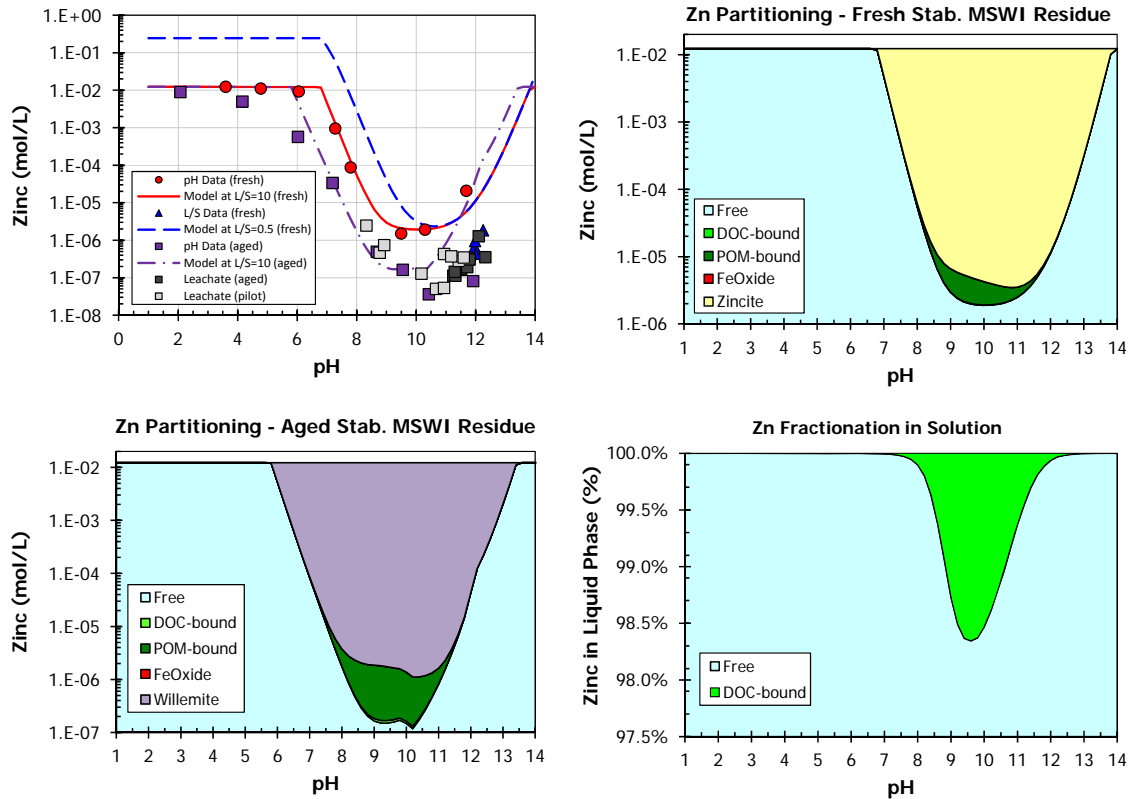 1.E+00
1.E-01
1.E-02
1.E-03
1.E-04
1.E-05
1.E-06
1.E-07
1.E-08
Zinc (mol/L)
0 2 4 6 8 10 12 14
pH
pH Data (fresh)
Model at L/S=10 (fresh)
L/S Data (fresh)
Model at L/S=0.5 (fresh)
pH Data (aged)
Model at L/S=10 (aged)
Leachate (aged)
Leachate (pilot)
Zn Partitioning - Fresh Stab. MSWI Residue
1.E-02
1.E-03
1.E-04
1.E-05
1.E-06
Zinc (mol/L)
1 2 3 4 5 6 7 8 9 10 11 12 13 14
pH
Free
DOC-bound
POM-bound
FeOxide
Zincite
Zn Partitioning - Aged Stab. MSWI Residue
1.E-02
1.E-03
1.E-04
1.E-05
1.E-06
1.E-07
Zinc (mol/L)
1 2 3 4 5 6 7 8 9 10 11 12 13 14
pH
Free
DOC-bound
POM-bound
FeOxide
Willemite
Zn Fractionation in Solution
100.0%
99.5%
99.0%
98.5%
98.0%
97.5%
Zinc in Liquid Phase (%)
1 2 3 4 5 6 7 8 9 10 11 12 13 14
pH
Free
DOC-bound